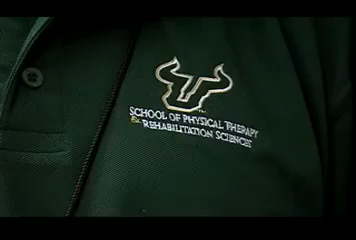 SCHOOL OF PHYSICAL THERAPY
& REHABILITATION SCIENCES